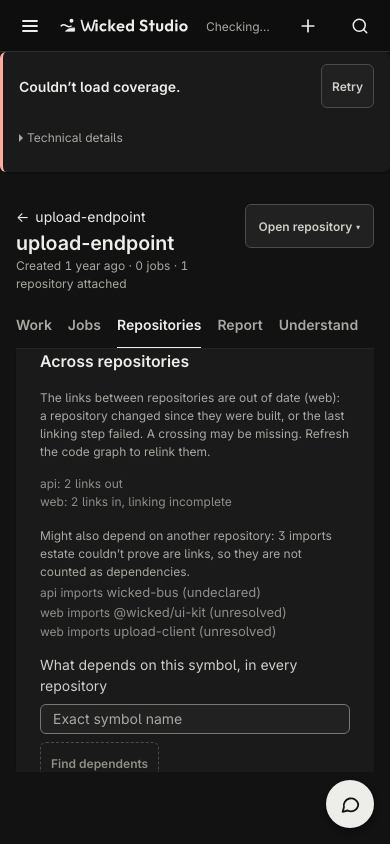 Wicked Studio
Checking...
Couldn’t load coverage.
Retry
Technical details
← upload-endpoint
upload-endpoint
Open repository
Created 1 year ago · 0 jobs · 1
repository attached
Work Jobs Repositories Report Understand
Across repositories
The links between repositories are out of date (web):
a repository changed since they were built, or the last
linking step failed. A crossing may be missing. Refresh
the code graph to relink them.
api: 2 links out
web: 2 links in, linking incomplete
Might also depend on another repository: 3 imports
estate couldn’t prove are links, so they are not
counted as dependencies.
api imports wicked-bus (undeclared)
web imports @wicked/ui-kit (unresolved)
web imports upload-client (unresolved)
What depends on this symbol, in every
repository
Exact symbol name
Find dependents